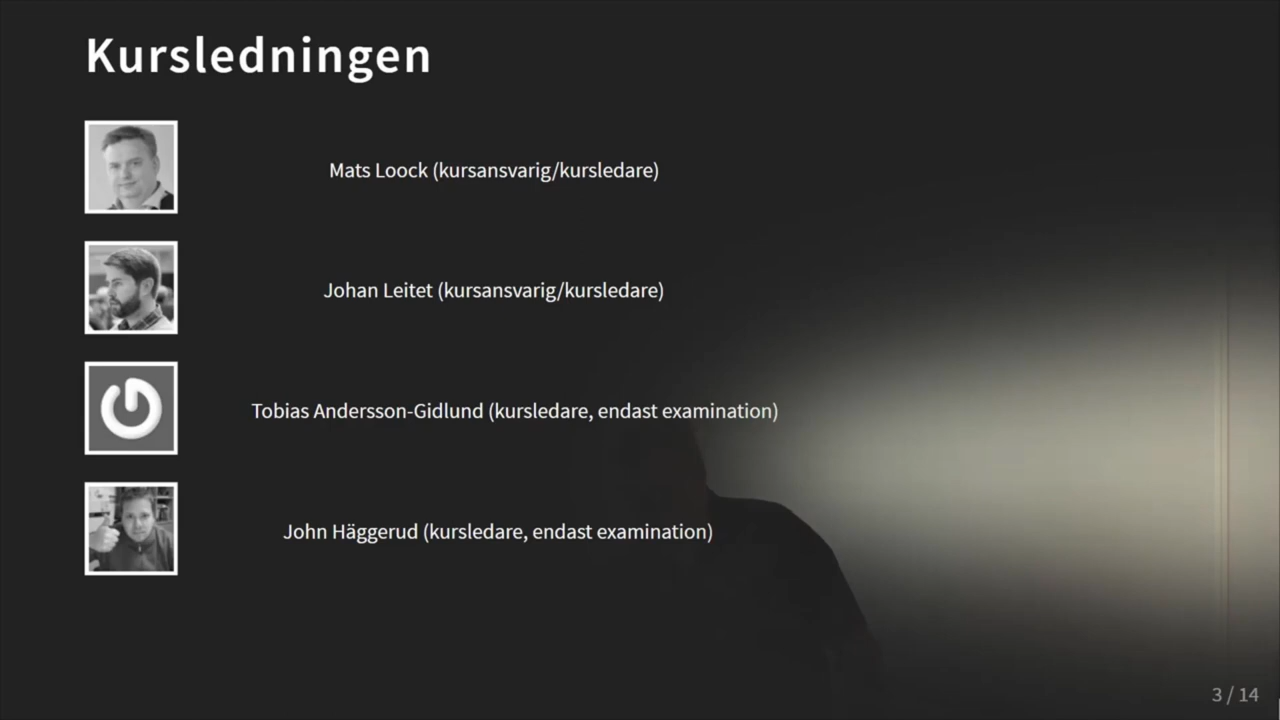 Kursledningen
Mats Loock (kursansvarig/kursledare)
Johan Leitet (kursansvarig/kursledare)
Tobias Andersson-Gidlund (kursledare, endast examination)
John Häggerud (kursledare, endast examination)
3 / 14